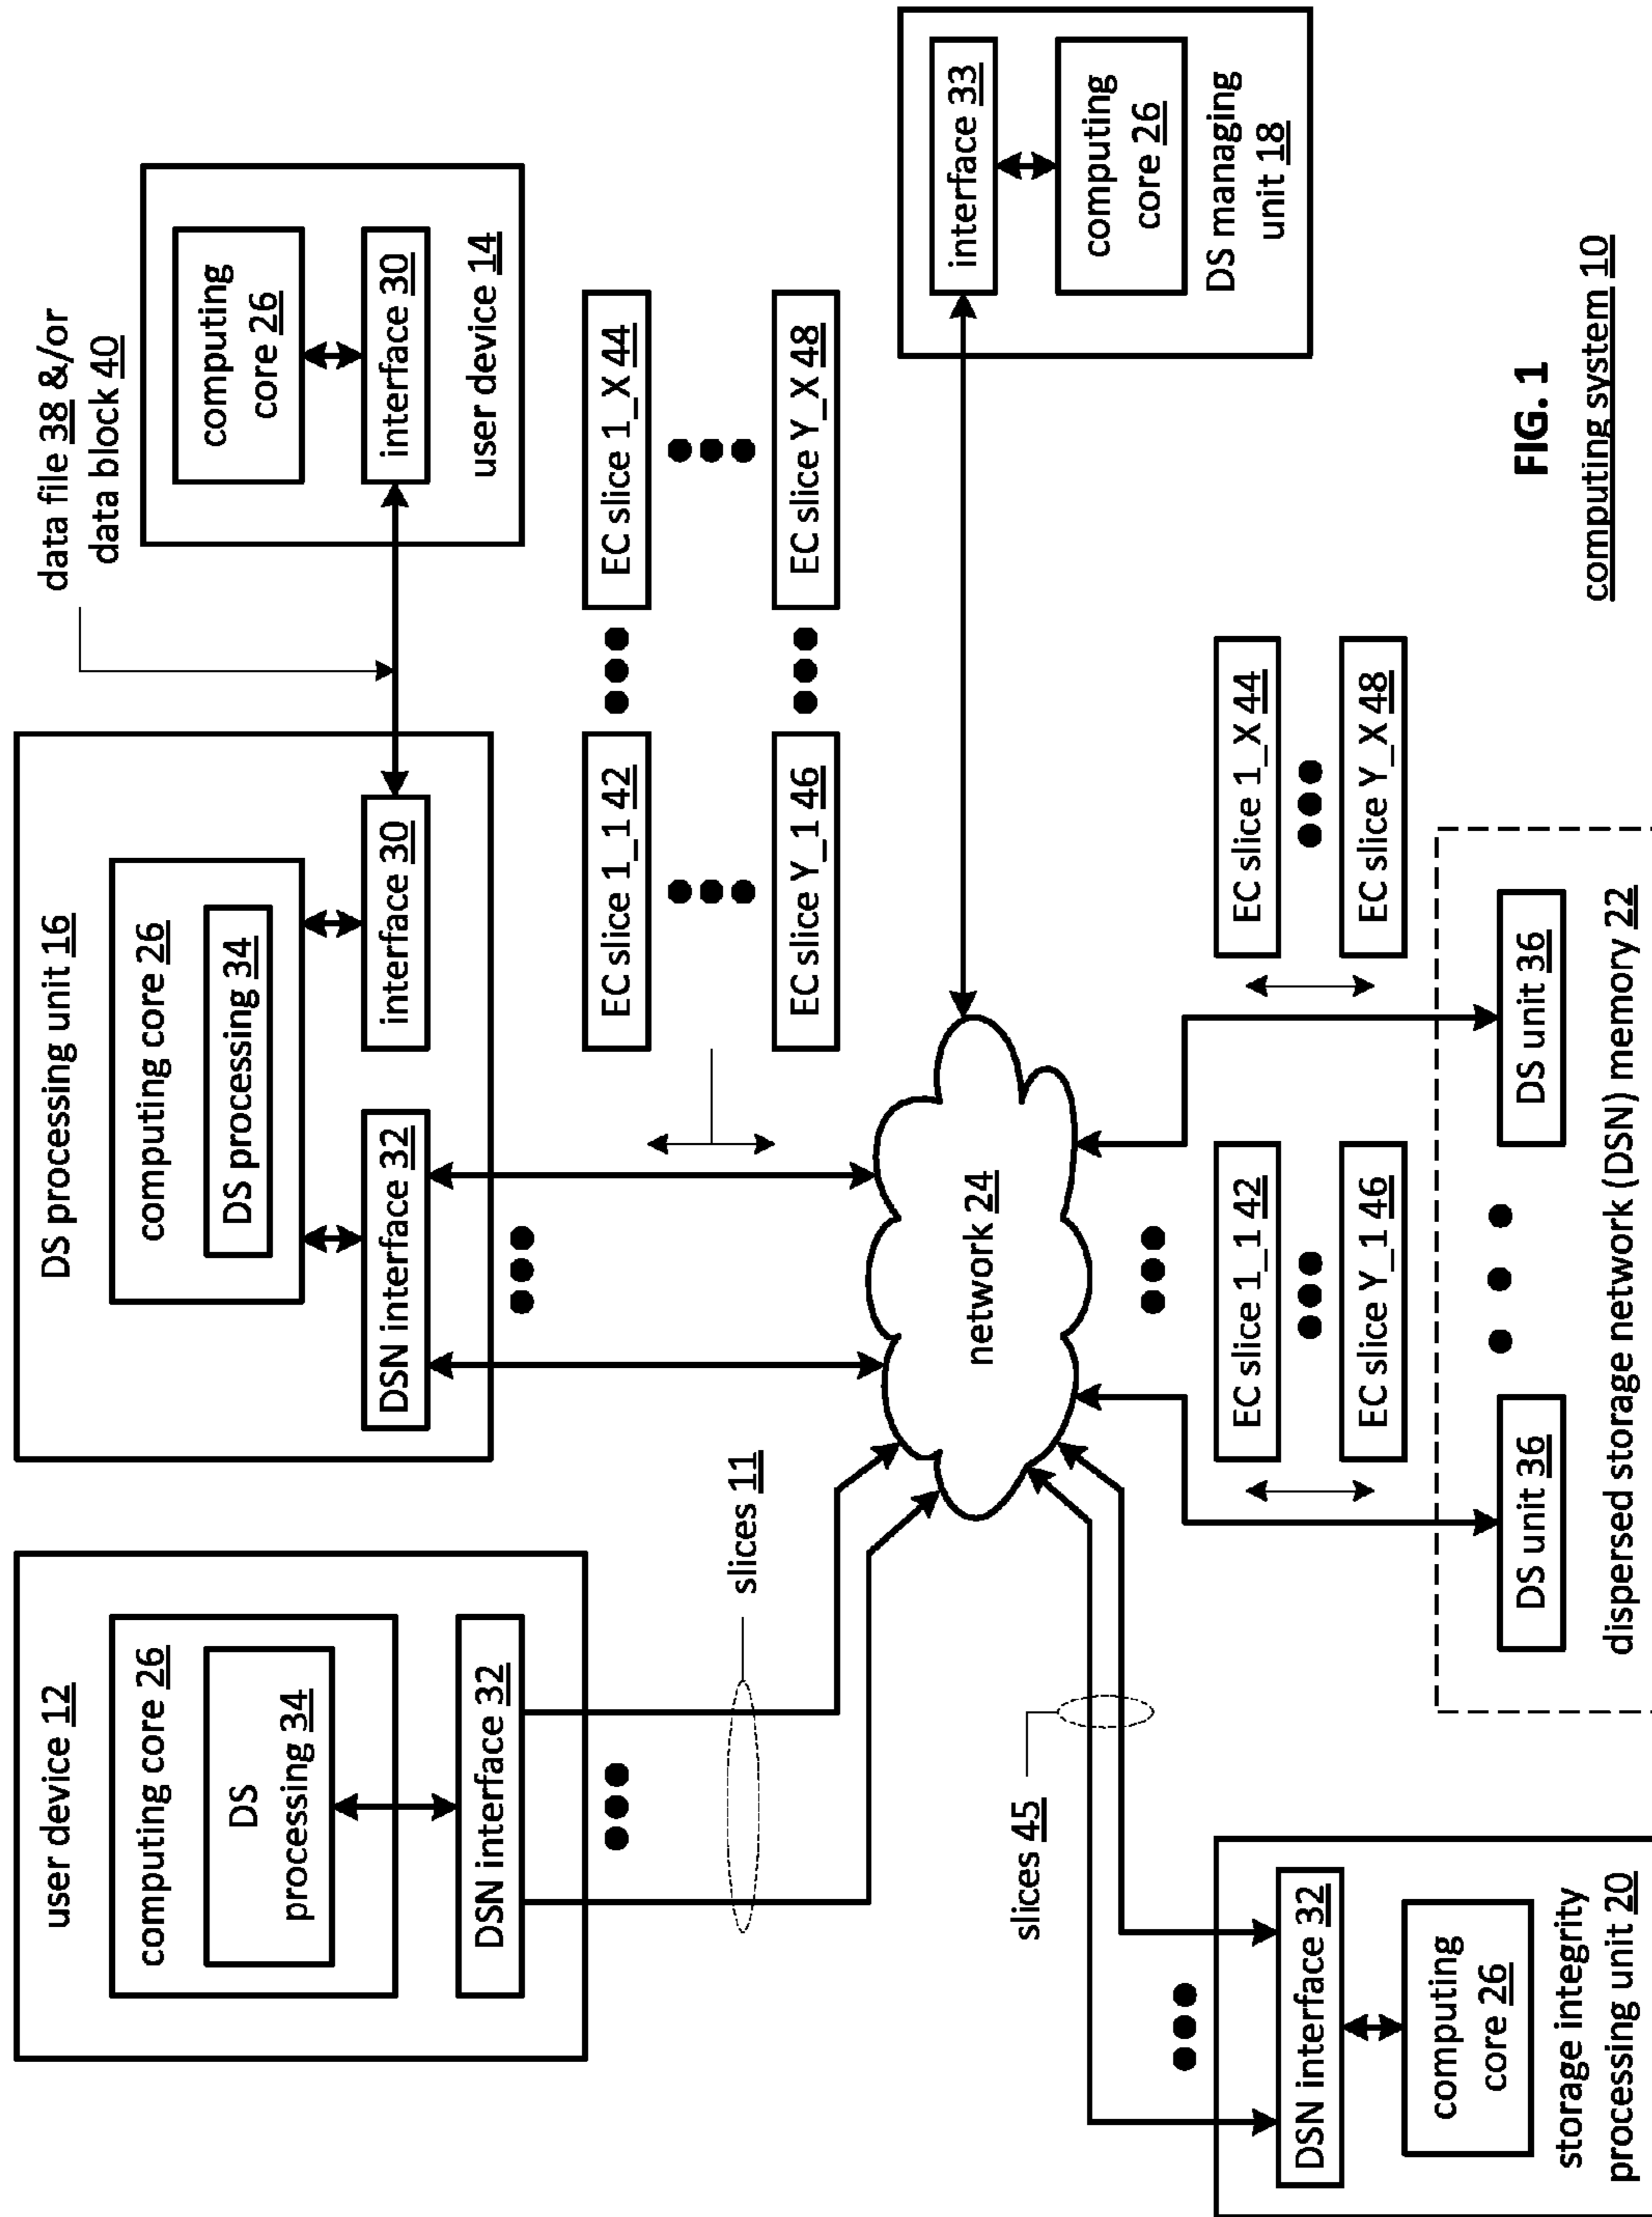 user device 12
computing core 26
DS
processing 34
DSN interface 32
slices 11
DS processing unit 16
computing core 26
DS processing 34
DSN interface 32
interface 30
data file 38 &/or
data block 40
computing
core 26
interface 30
user device 14
EC slice 1_1 42
EC slice 1_X 44
EC slice Y_1 46
EC slice Y_X 48
network 24
interface 33
computing
core 26
DS managing
unit 18
slices 45
DSN interface 32
computing
core 26
storage integrity
processing unit 20
EC slice 1_1 42
EC slice Y_1 46
EC slice 1_X 44
EC slice Y_X 48
DS unit 36
DS unit 36
dispersed storage network (DSN) memory 22
FIG. 1
computing system 10